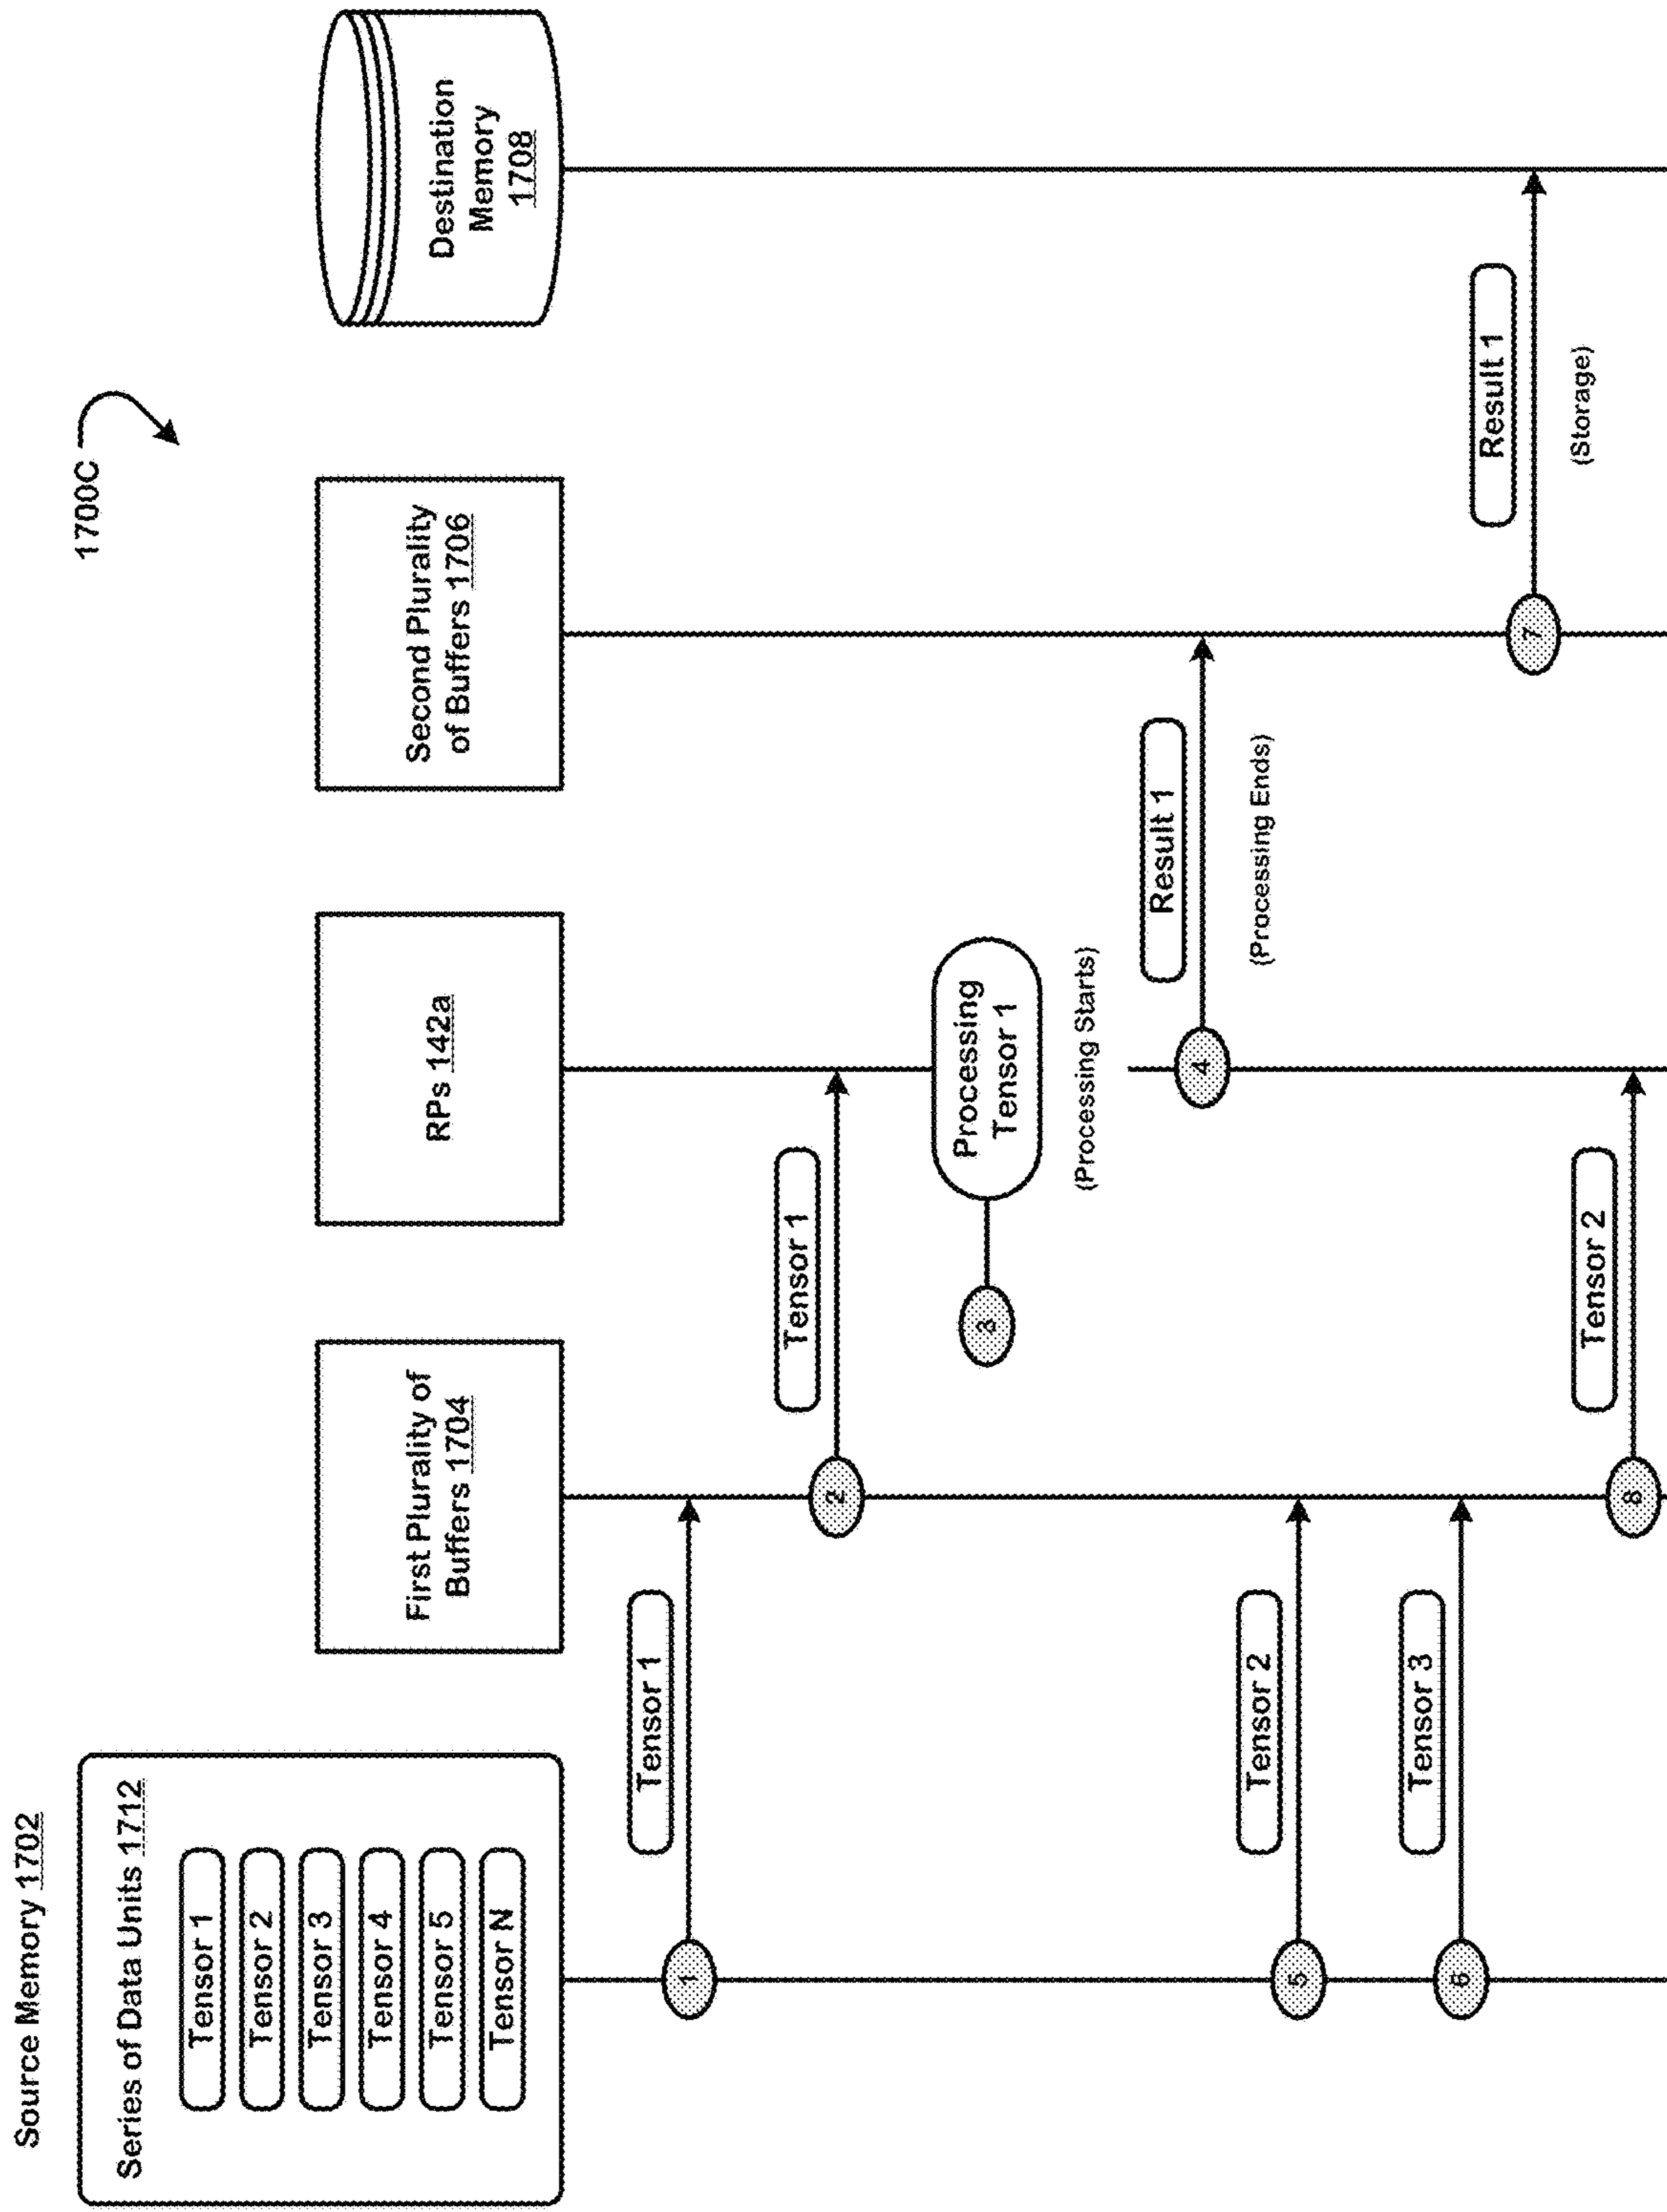 1700C
Source Memory 1702
Series of Data Units 1712
Tensor 1
Tensor 2
Tensor 3
Tensor 4
Tensor 5
Tensor N
First Plurality of
Buffers 1704
RPs 142a
Second Plurality
of Buffers 1706
Destination
Memory
1708
1
Tensor 1
2
Tensor 1
3
Processing
Tensor 1
(Processing Starts)
4
Result 1
(Processing Ends)
5
Tensor 2
6
Tensor 3
7
Result 1
(Storage)
8
Tensor 2